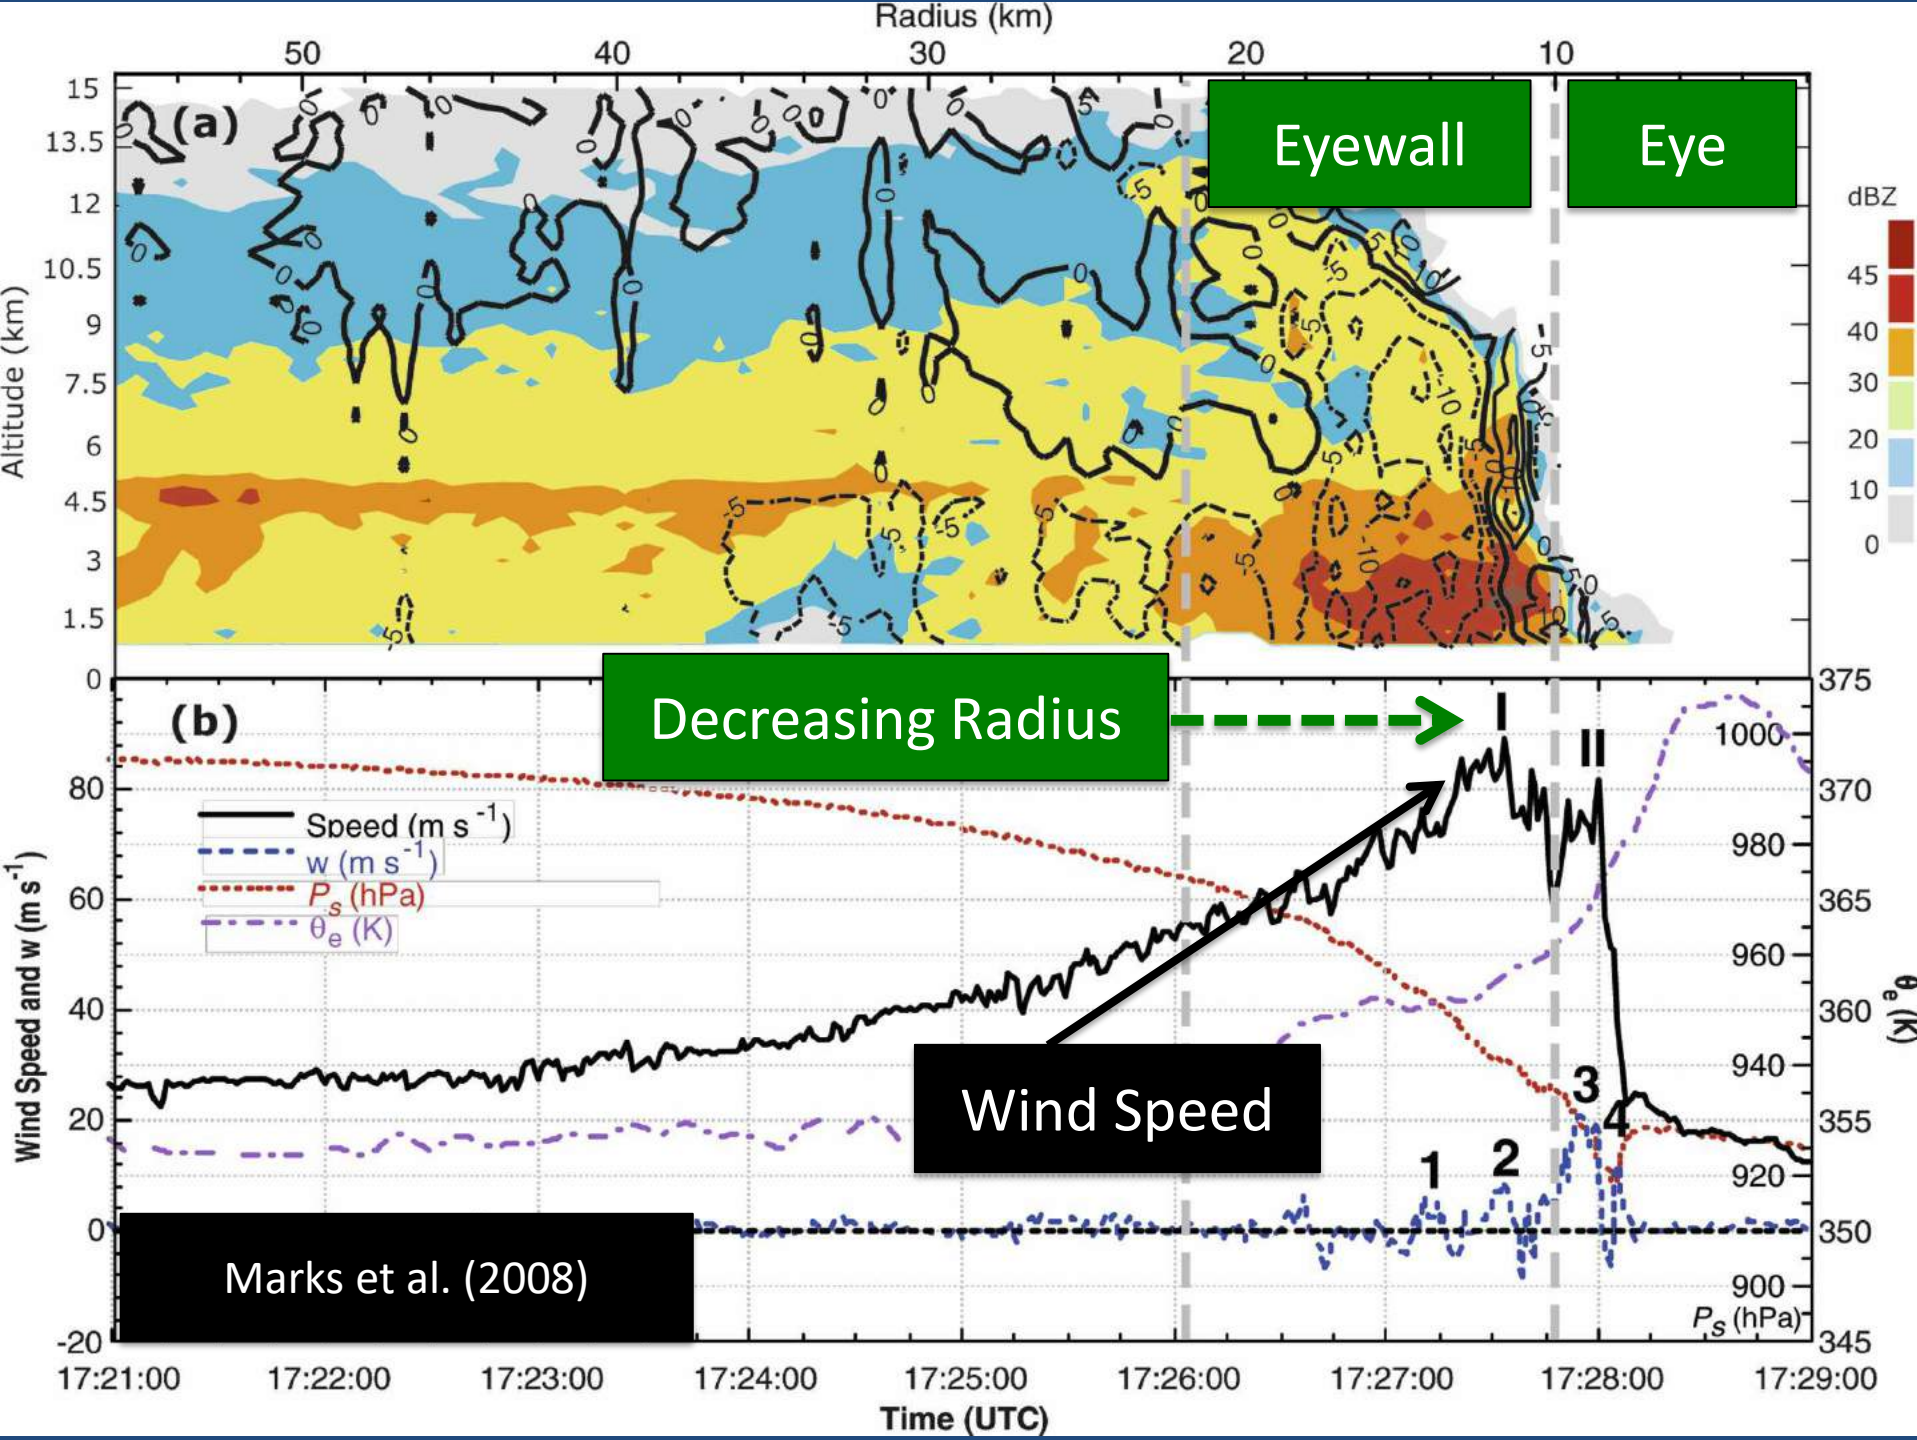 Radius (km)
50 40 30 20 10
(a)
Eyewall
Eye
Altitude (km)
15
13.5
12
10.5
9
7.5
6
4.5
3
1.5
0
dBZ
45
40
30
20
10
0
Decreasing Radius
(b)
I
II
Speed (m s -1)
w (m s-1)
Ps (hPa)
θe (K)
Wind Speed
1
2
3
4
Marks et al. (2008)
Wind Speed and w (m s-1)
80
60
40
20
0
-20
1000
980
960
940
920
900
Ps (hPa)
375
370
365
360
355
350
345
θe (K)
17:21:00 17:22:00 17:23:00 17:24:00 17:25:00 17:26:00 17:27:00 17:28:00 17:29:00
Time (UTC)